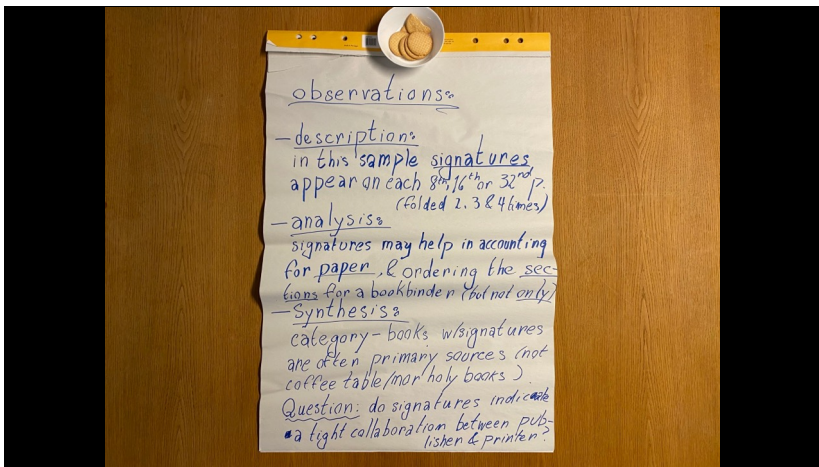 observations:
- description:
in this sample signatures
appear on each 8th, 16th or 32nd p.
(folded 2, 3 & 4 times)
- analysis:
signatures may help in accounting
for paper, & ordering the sec-
tions for a bookbinder (but not only)
- Synthesis:
category - books w/signatures
are often primary sources (not
coffee table/nor holy books).
Question: do signatures indicate
a tight collaboration between pub-
lisher & printer?